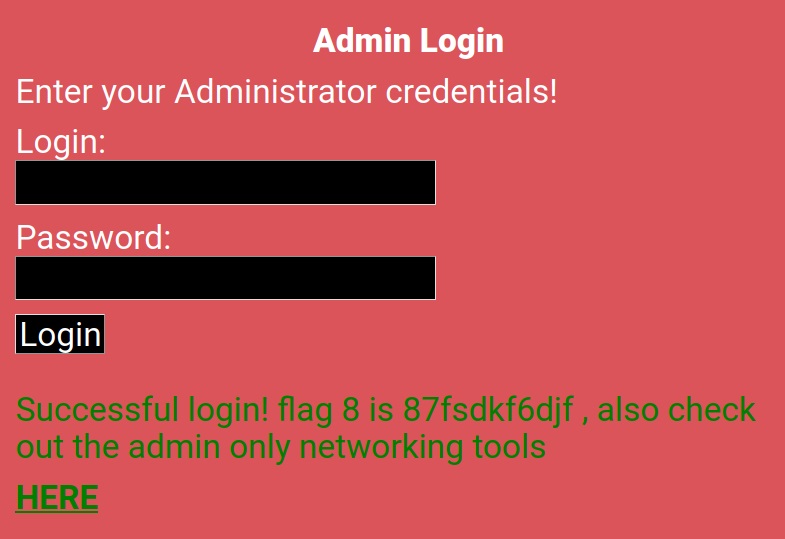 Admin Login
Enter your Administrator credentials!
Login:
Password:
Login
Successful login! flag 8 is 87fsdkf6djf , also check
out the admin only networking tools
HERE